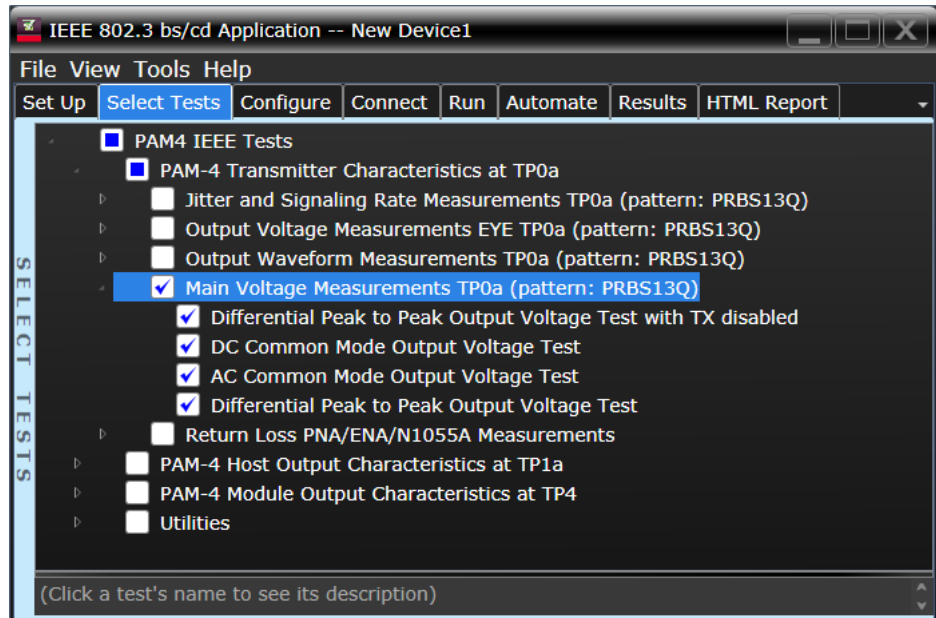 IEEE 802.3 bs/cd Application -- New Device1
File View Tools Help
Set Up Select Tests Configure Connect Run Automate Results HTML Report
SELECT TESTS
PAM4 IEEE Tests
PAM-4 Transmitter Characteristics at TP0a
Jitter and Signaling Rate Measurements TP0a (pattern: PRBS13Q)
Output Voltage Measurements EYE TP0a (pattern: PRBS13Q)
Output Waveform Measurements TP0a (pattern: PRBS13Q)
Main Voltage Measurements TP0a (pattern: PRBS13Q)
Differential Peak to Peak Output Voltage Test with TX disabled
DC Common Mode Output Voltage Test
AC Common Mode Output Voltage Test
Differential Peak to Peak Output Voltage Test
Return Loss PNA/ENA/N1055A Measurements
PAM-4 Host Output Characteristics at TP1a
PAM-4 Module Output Characteristics at TP4
Utilities
(Click a test's name to see its description)